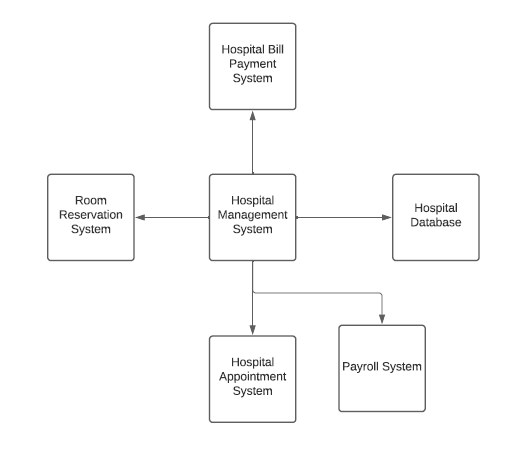 Hospital Bill
Payment
System
Room
Reservation
System
Hospital
Management
System
Hospital
Database
Hospital
Appointment
System
Payroll System